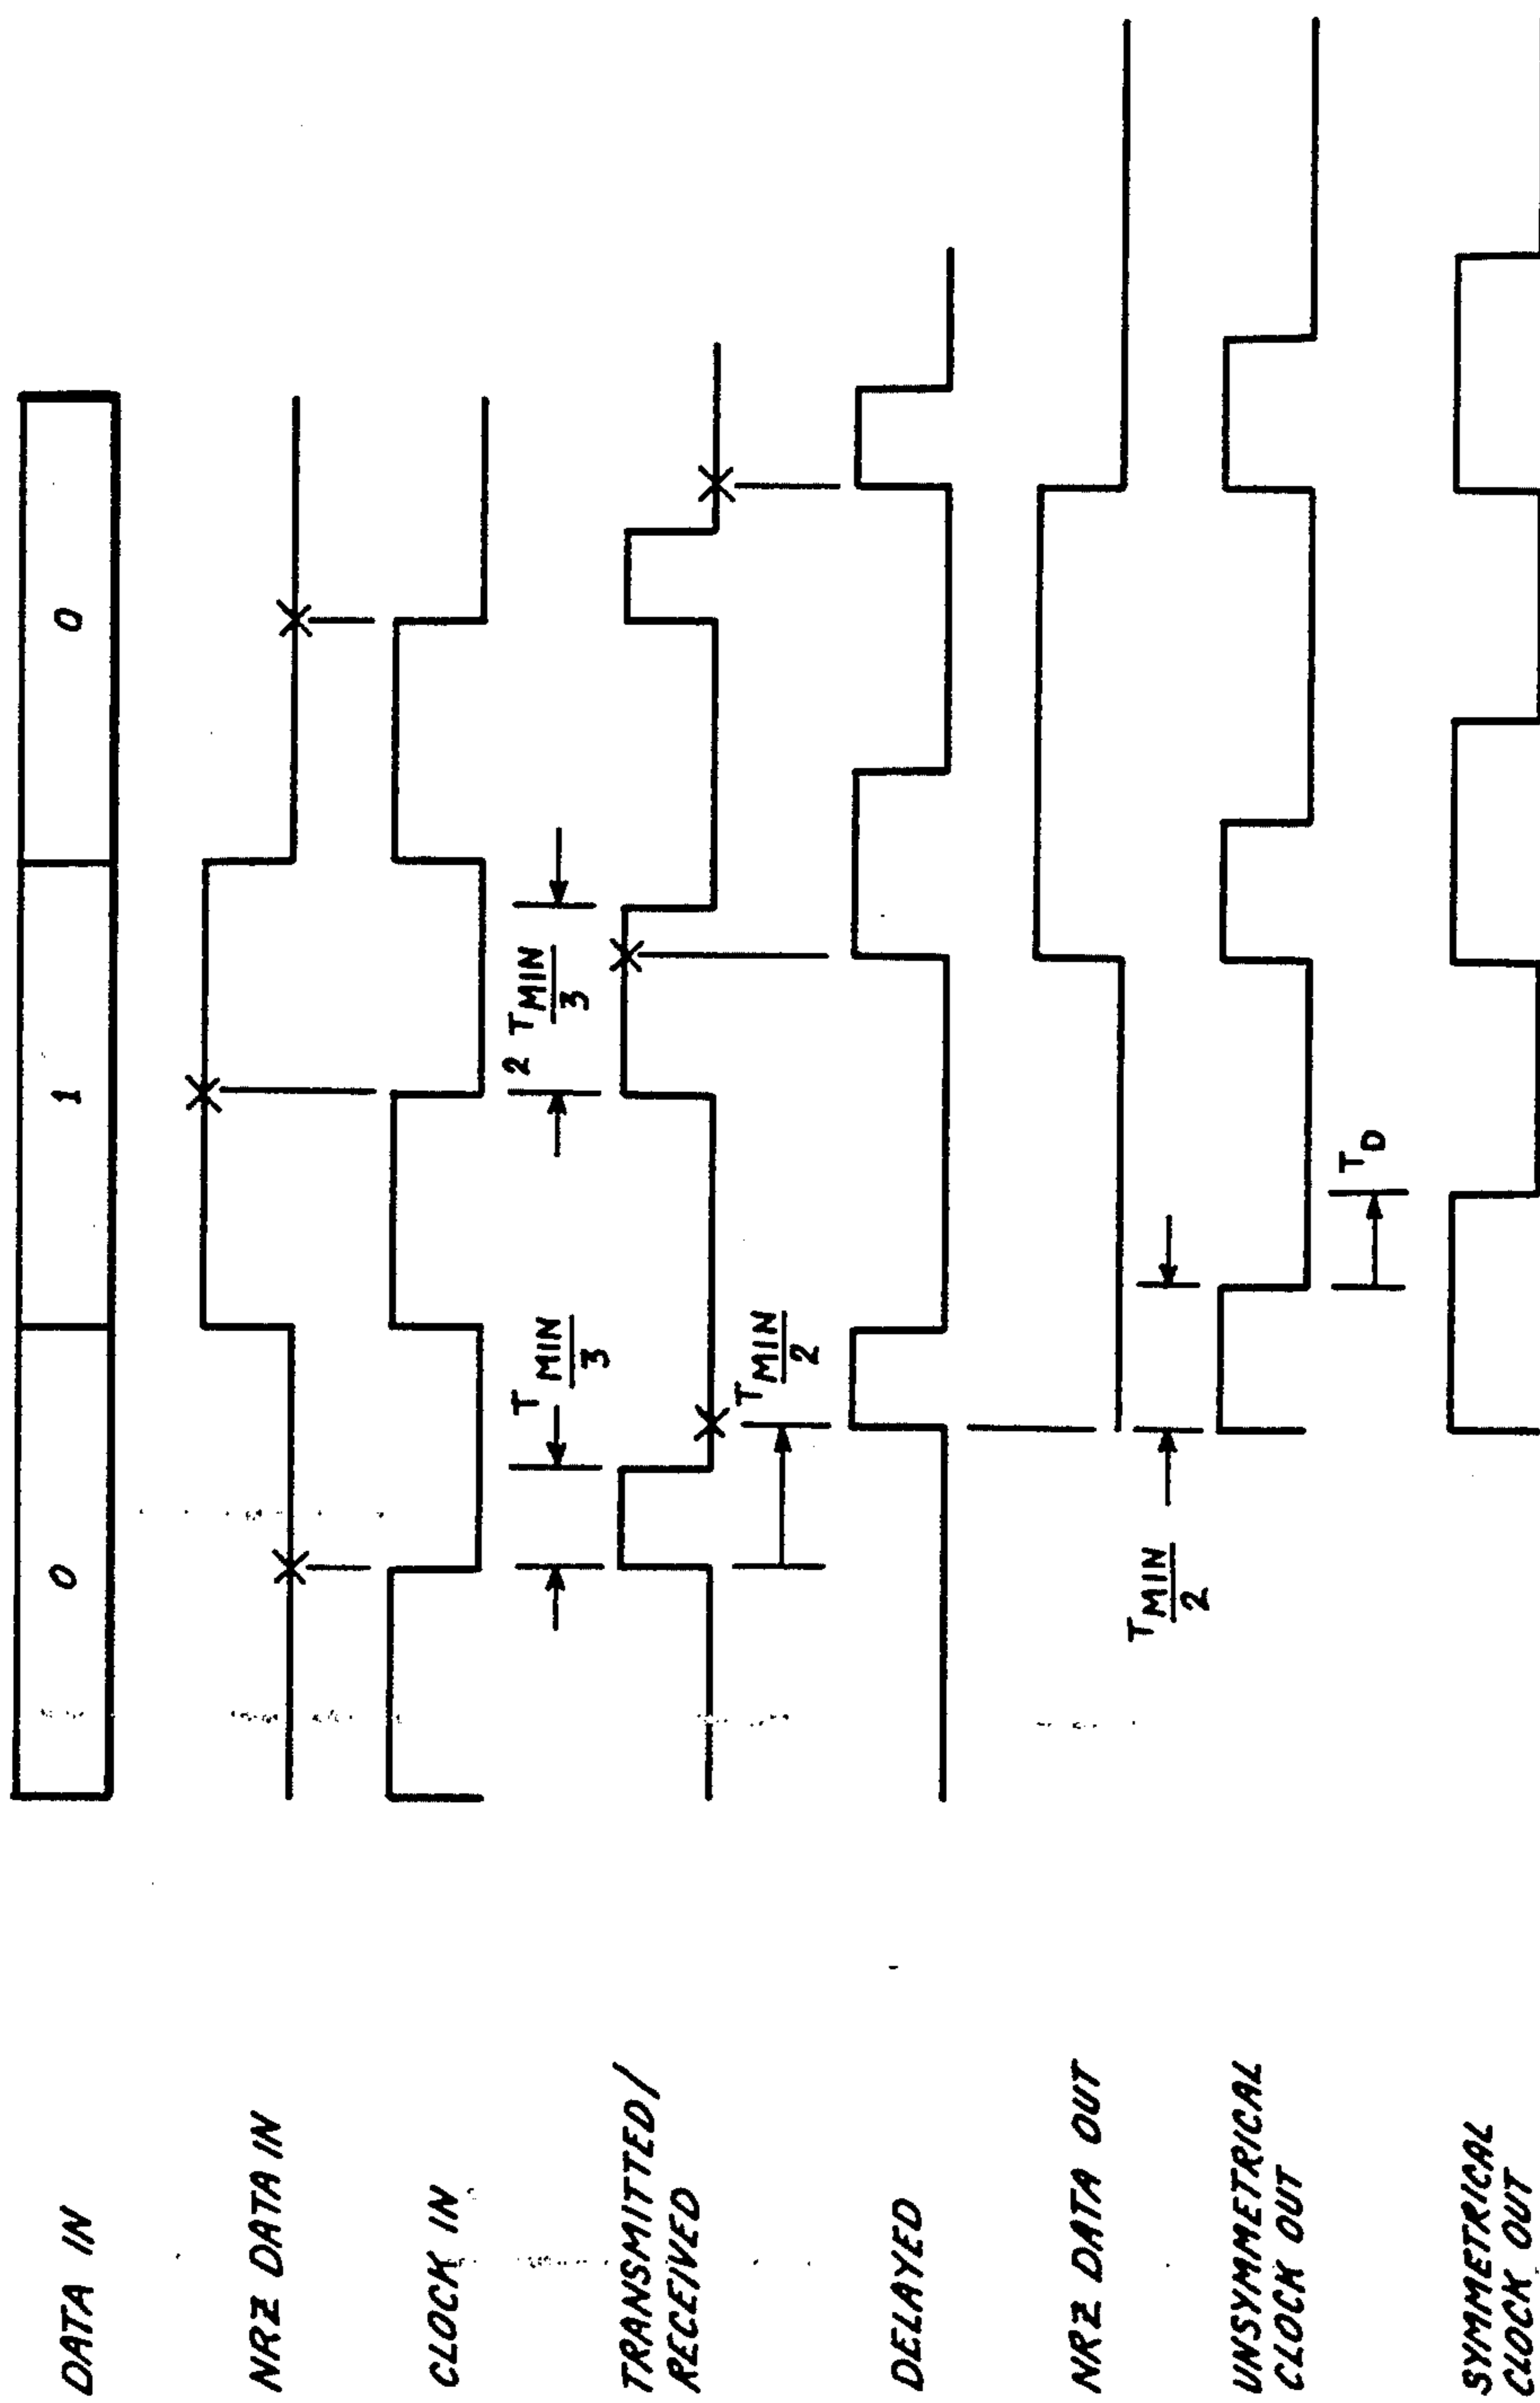 DATA IN
0
1
0
NRZ DATA IN
CLOCK IN
TRANSMITTED/
RECEIVED
T MIN
3
2 T MIN
3
T MIN
2
DELAYED
NRZ DATA OUT
T MIN
2
UNSYMMETRICAL
CLOCK OUT
T D
SYMMETRICAL
CLOCK OUT